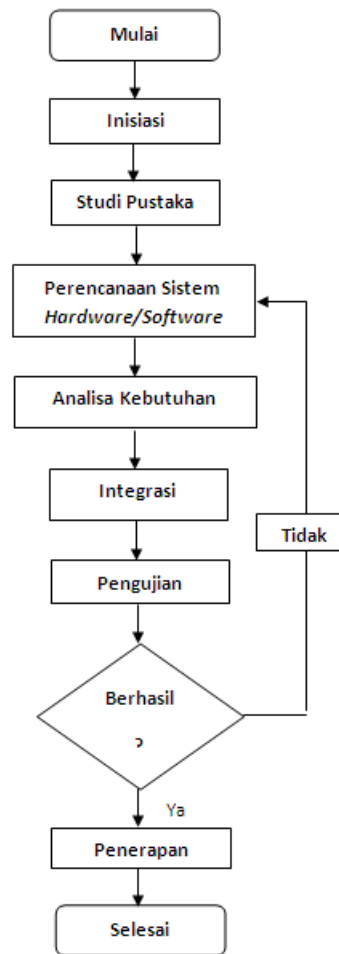 Mulai
Inisiasi
Studi Pustaka
Perencanaan Sistem
Hardware/Software
Analisa Kebutuhan
Integrasi
Tidak
Pengujian
Berhasil
?
Ya
Penerapan
Selesai